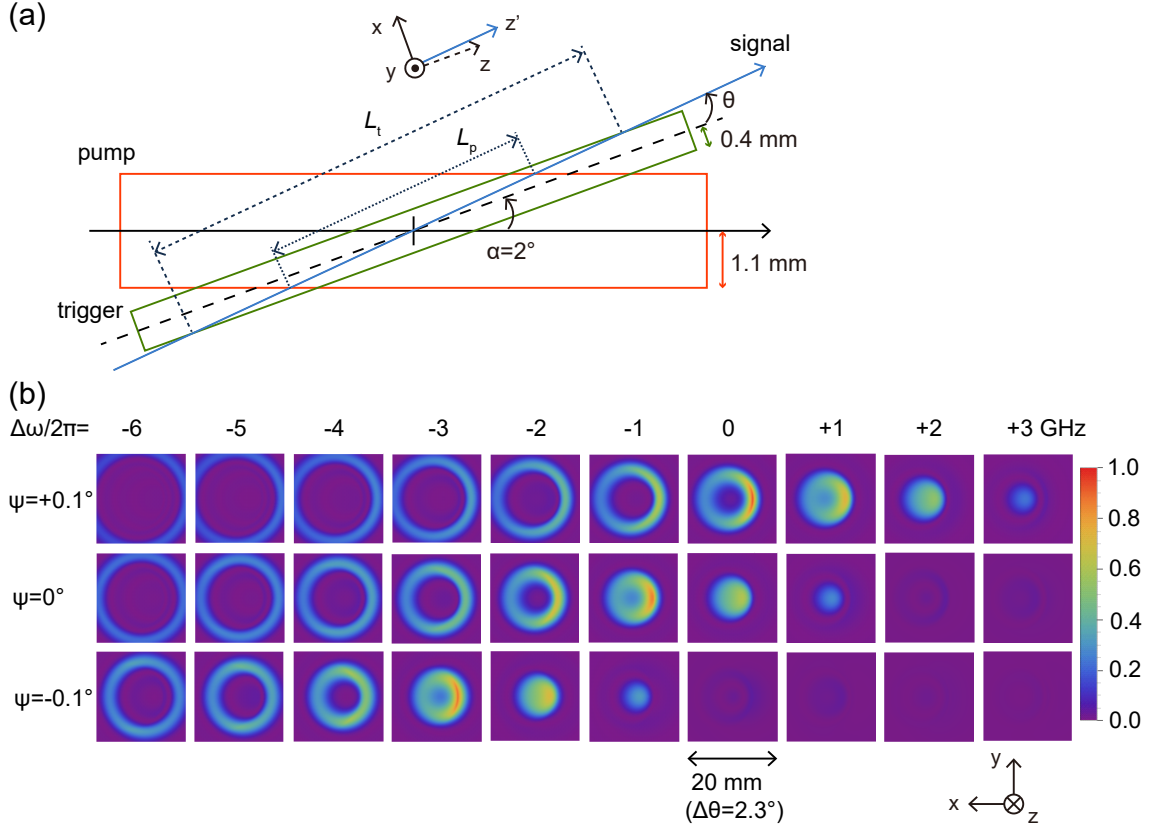 (a)
x
z'
y
z
signal
θ
L_t
L_p
0.4 mm
pump
α=2°
1.1 mm
trigger
(b)
Δω/2π= -6 -5 -4 -3 -2 -1 0 +1 +2 +3 GHz
ψ=+0.1°
ψ=0°
ψ=-0.1°
1.0
0.8
0.6
0.4
0.2
0.0
20 mm
(Δθ=2.3°)
y
x
z